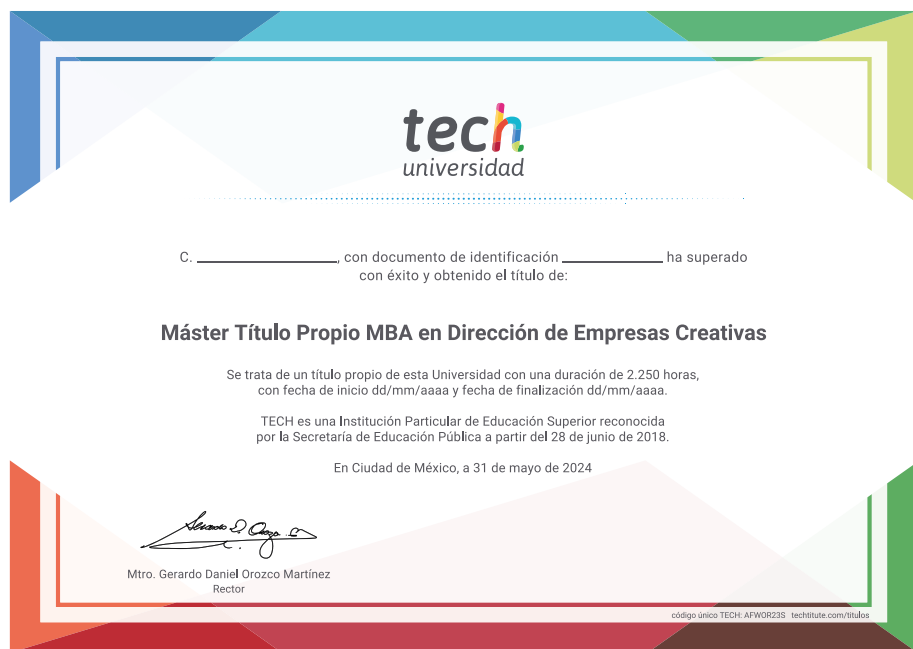 tech
universidad
C. ____________, con documento de identificación ____________ ha superado
con éxito y obtenido el título de:
Máster Título Propio MBA en Dirección de Empresas Creativas
Se trata de un título propio de esta Universidad con una duración de 2.250 horas,
con fecha de inicio dd/mm/aaaa y fecha de finalización dd/mm/aaaa.
TECH es una Institución Particular de Educación Superior reconocida
por la Secretaría de Educación Pública a partir del 28 de junio de 2018.
En Ciudad de México, a 31 de mayo de 2024
Mtro. Gerardo Daniel Orozco Martínez
Rector
código único TECH: AFWOR23S techtitute.com/titulos